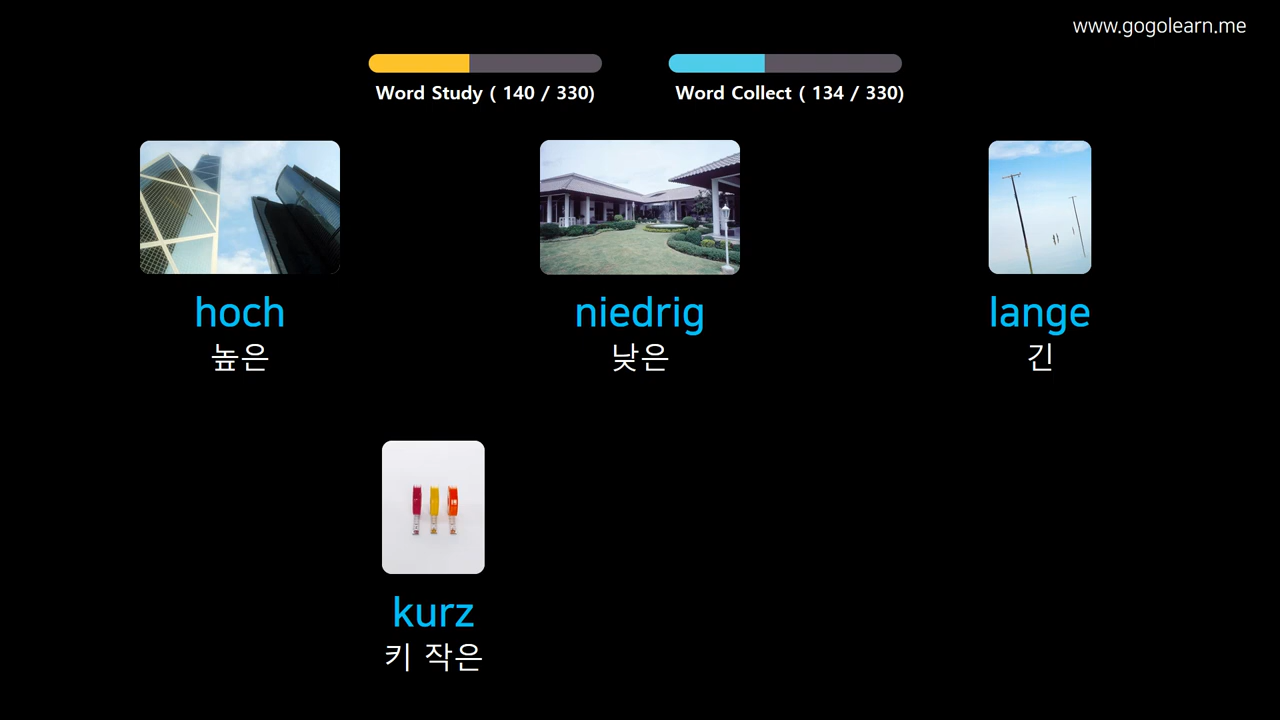 www.gogolearn.me
Word Study ( 140 / 330)
Word Collect ( 134 / 330)
hoch
높은
niedrig
낮은
lange
긴
kurz
키 작은